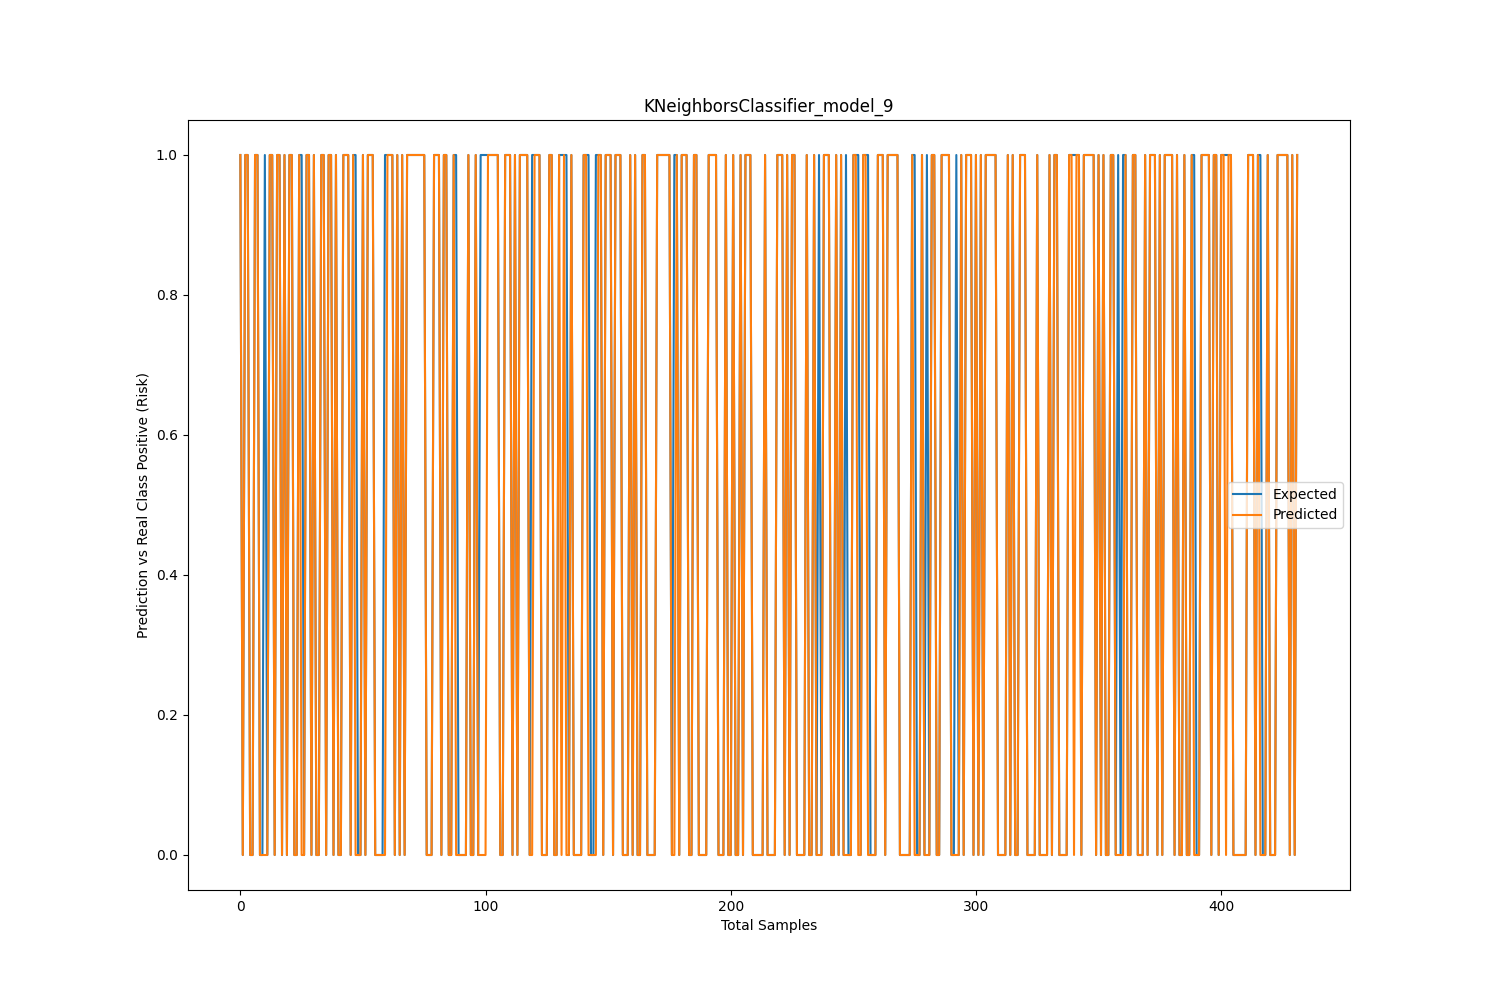 KNeighborsClassifier_model_9
1.0
0.8
0.6
0.4
0.2
0.0
Prediction vs Real Class Positive (Risk)
Expected
Predicted
0
100
200
300
400
Total Samples